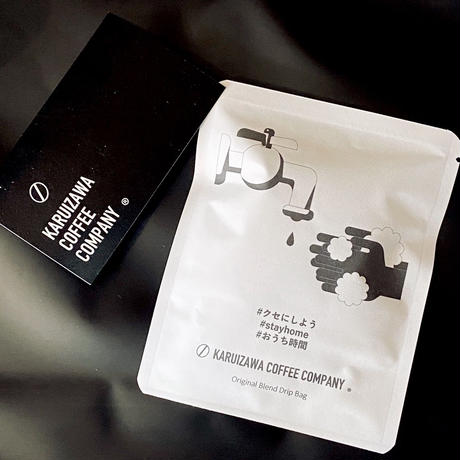 KARUIZAWA
COFFEE
COMPANY ®
#クセにしよう
#stayhome
#おうち時間
KARUIZAWA COFFEE COMPANY ®
Original Blend Drip Bag